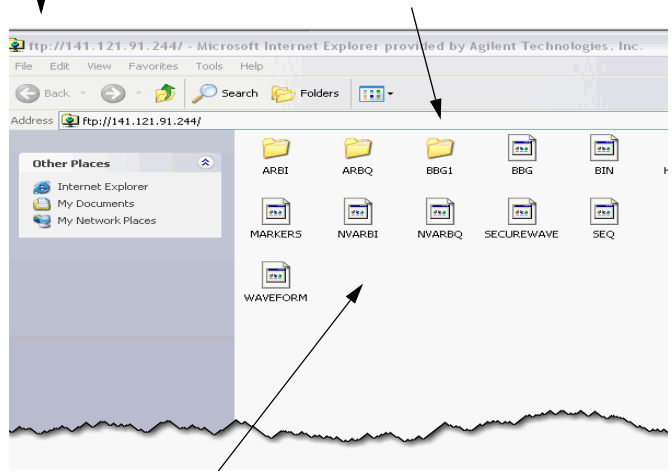 ftp://141.121.91.244/ - Microsoft Internet Explorer provided by Agilent Technologies, Inc.
File Edit View Favorites Tools Help
Back Search Folders
Address ftp://141.121.91.244/
Other Places
Internet Explorer
My Documents
My Network Places
ARBI ARBQ BBG1 BBG BIN H
MARKERS NVARBI NVARBQ SECUREWAVE SEQ
WAVEFORM